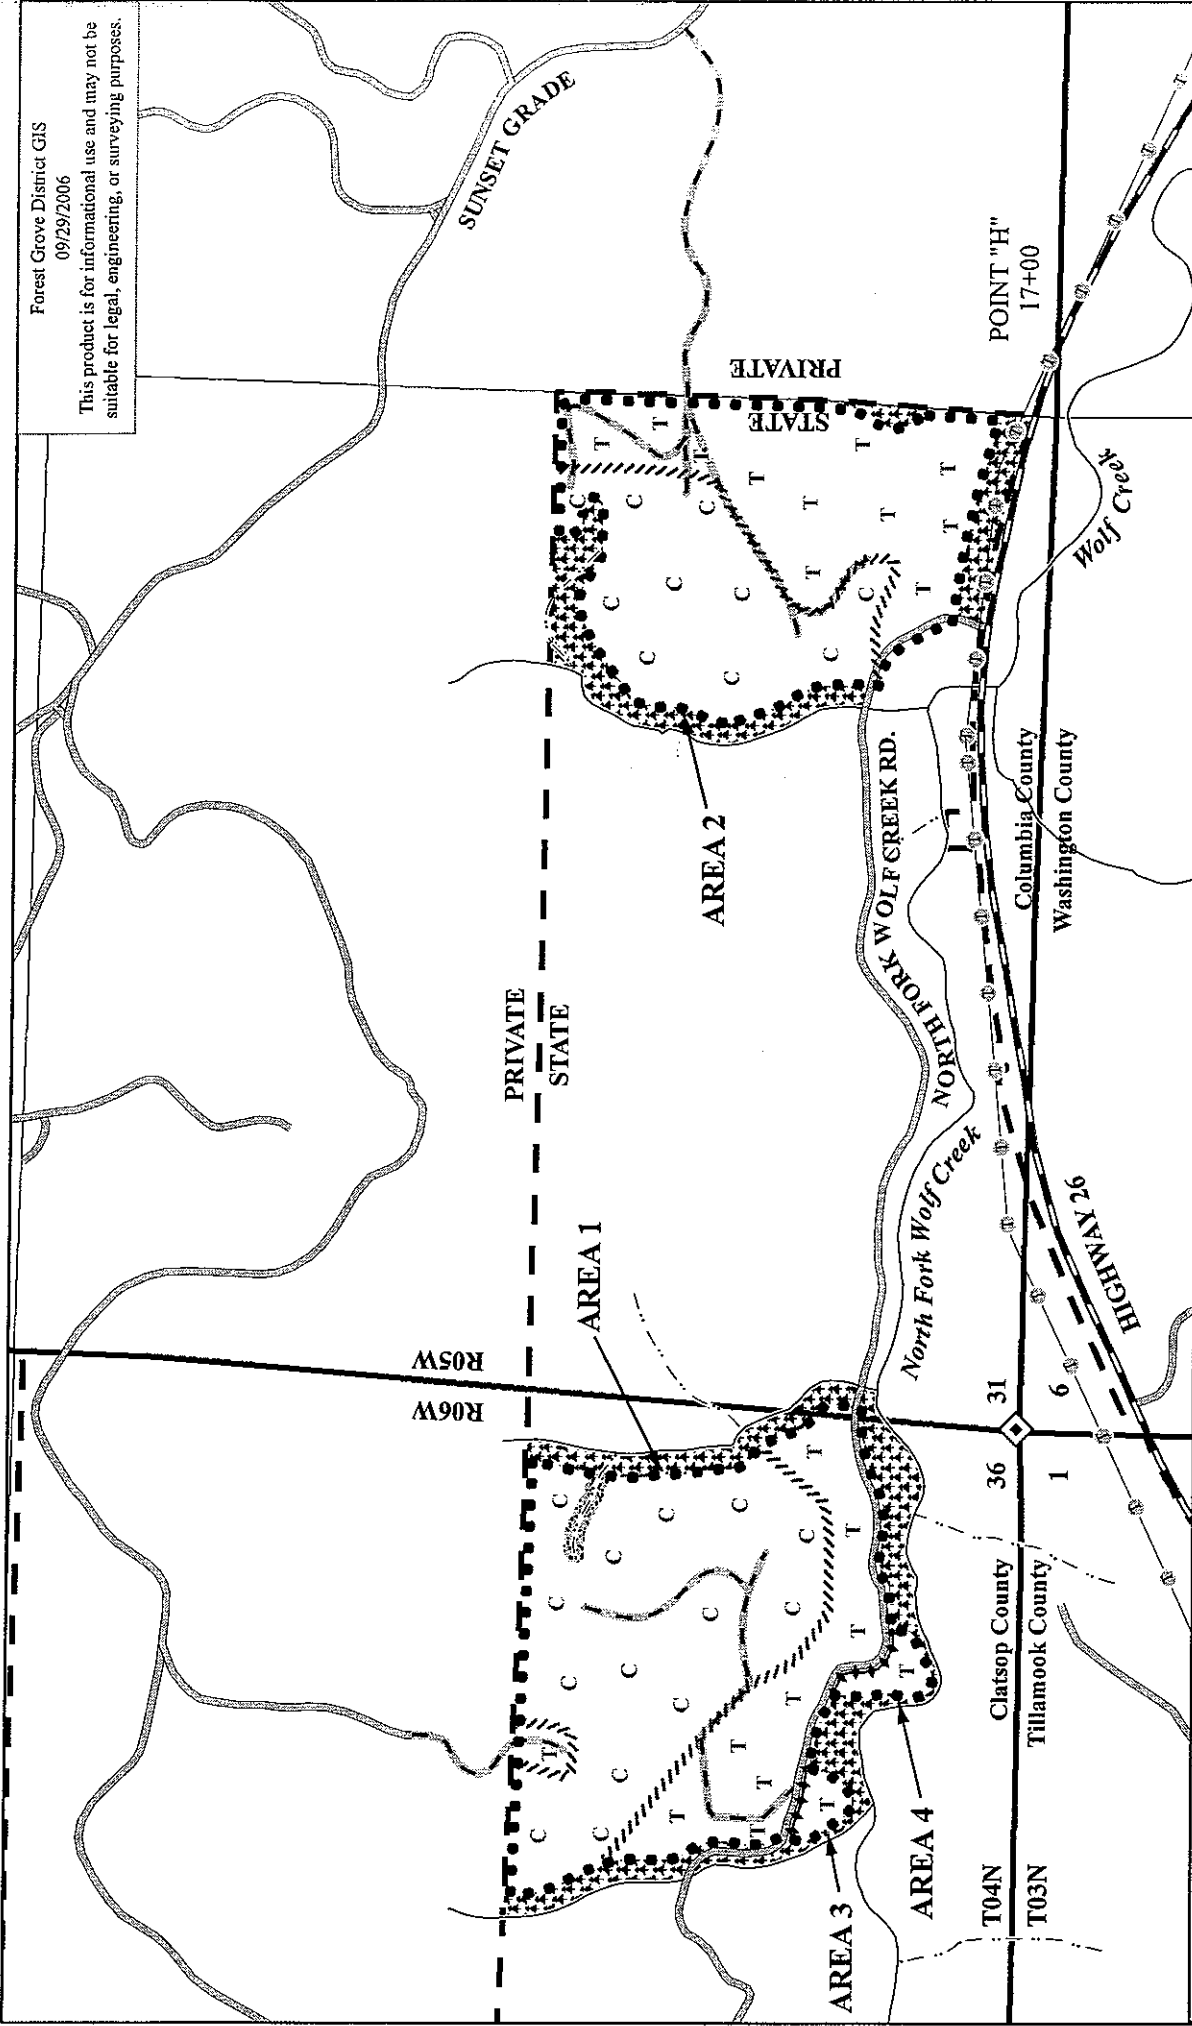 Forest Grove District GIS
09/29/2006
This product is for informational use and may not be
suitable for legal, engineering, or surveying purposes.
SUNSET GRADE
PRIVATE
STATE
POINT "H"
17+00
Wolf Creek
AREA 2
NORTH FORK WOLF CREEK RD.
Columbia County
Washington County
PRIVATE
STATE
AREA 1
North Fork Wolf Creek
HIGHWAY 26
R05W
R06W
31
6
36
1
Clatsop County
Tillamook County
AREA 3
AREA 4
T04N
T03N
C
C
C
C
C
C
C
C
C
C
T
T
T
T
T
T
T
T
T
T
T
C
C
C
C
C
C
C
C
C
C
C
C
C
C
T
T
T
T
T
T
T
T
T
T